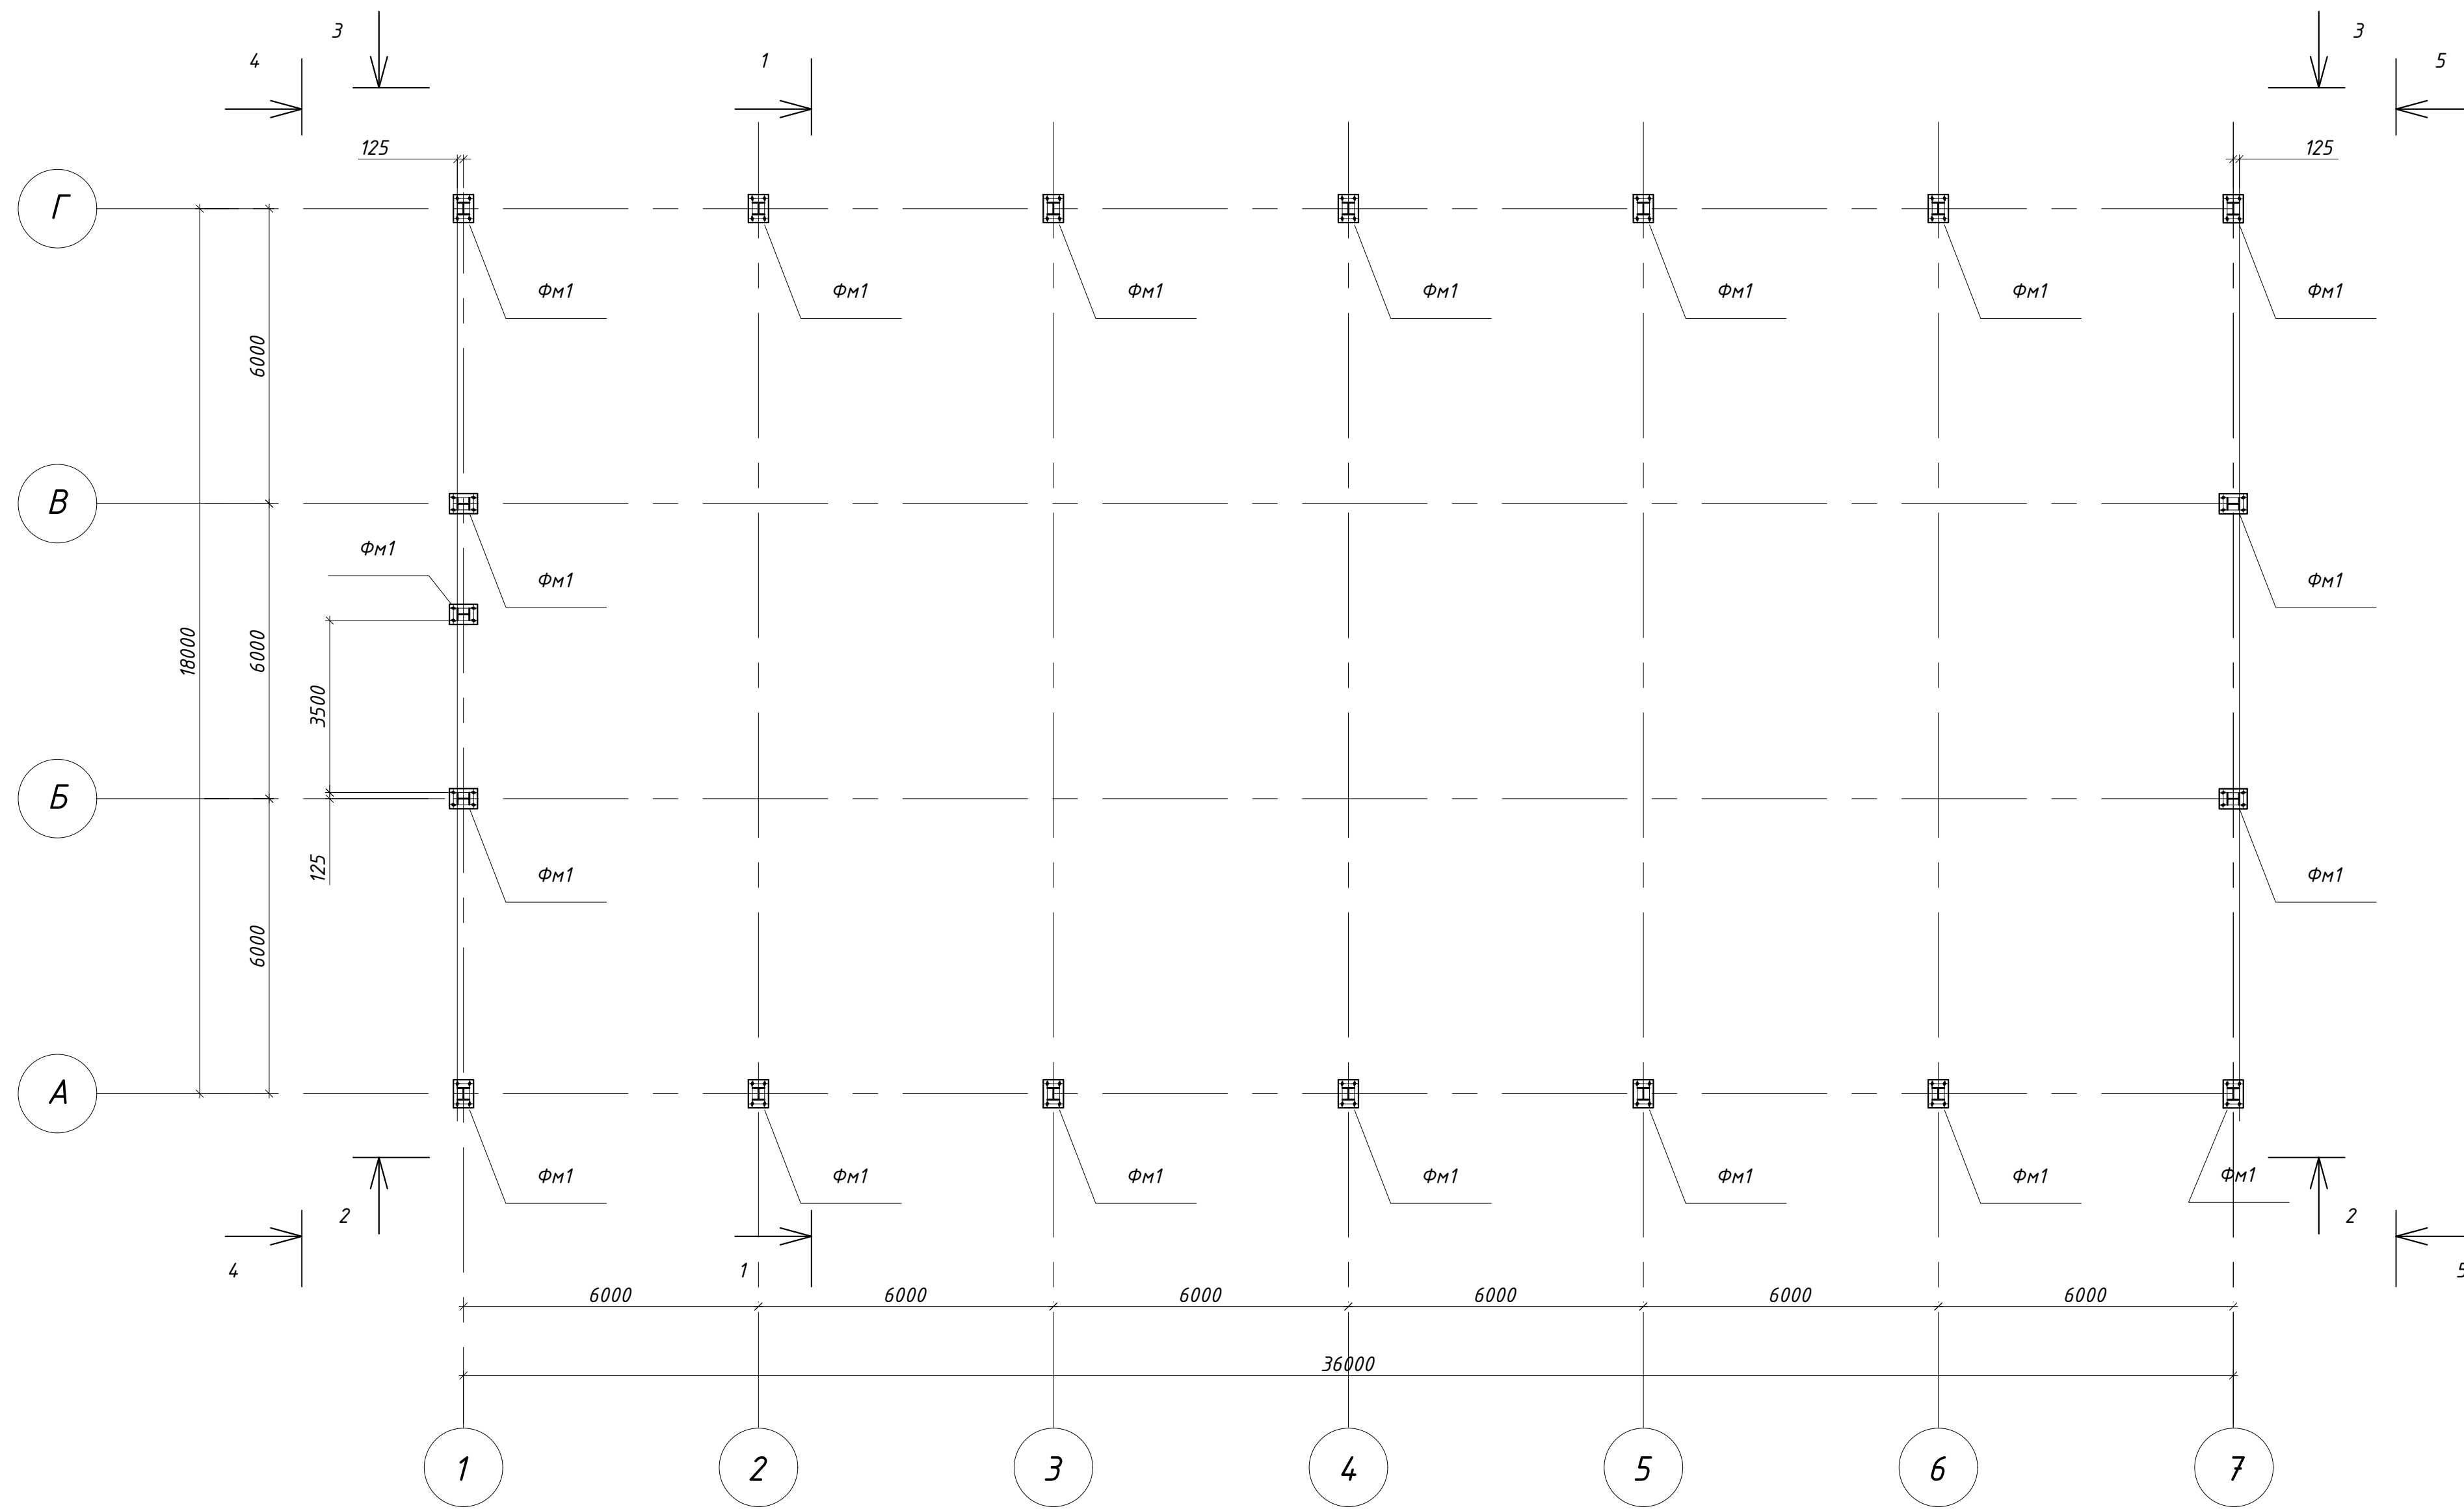 3 3
4 1 5
125 125
Г
Фм1 Фм1 Фм1 Фм1 Фм1 Фм1 Фм1
6000
В
Фм1
Фм1 Фм1
18000 6000 3500
Б
125 Фм1 Фм1
6000
А
Фм1 Фм1 Фм1 Фм1 Фм1 Фм1 Фм1
2 2
4 1 5
6000 6000 6000 6000 6000 6000
36000
1 2 3 4 5 6 7